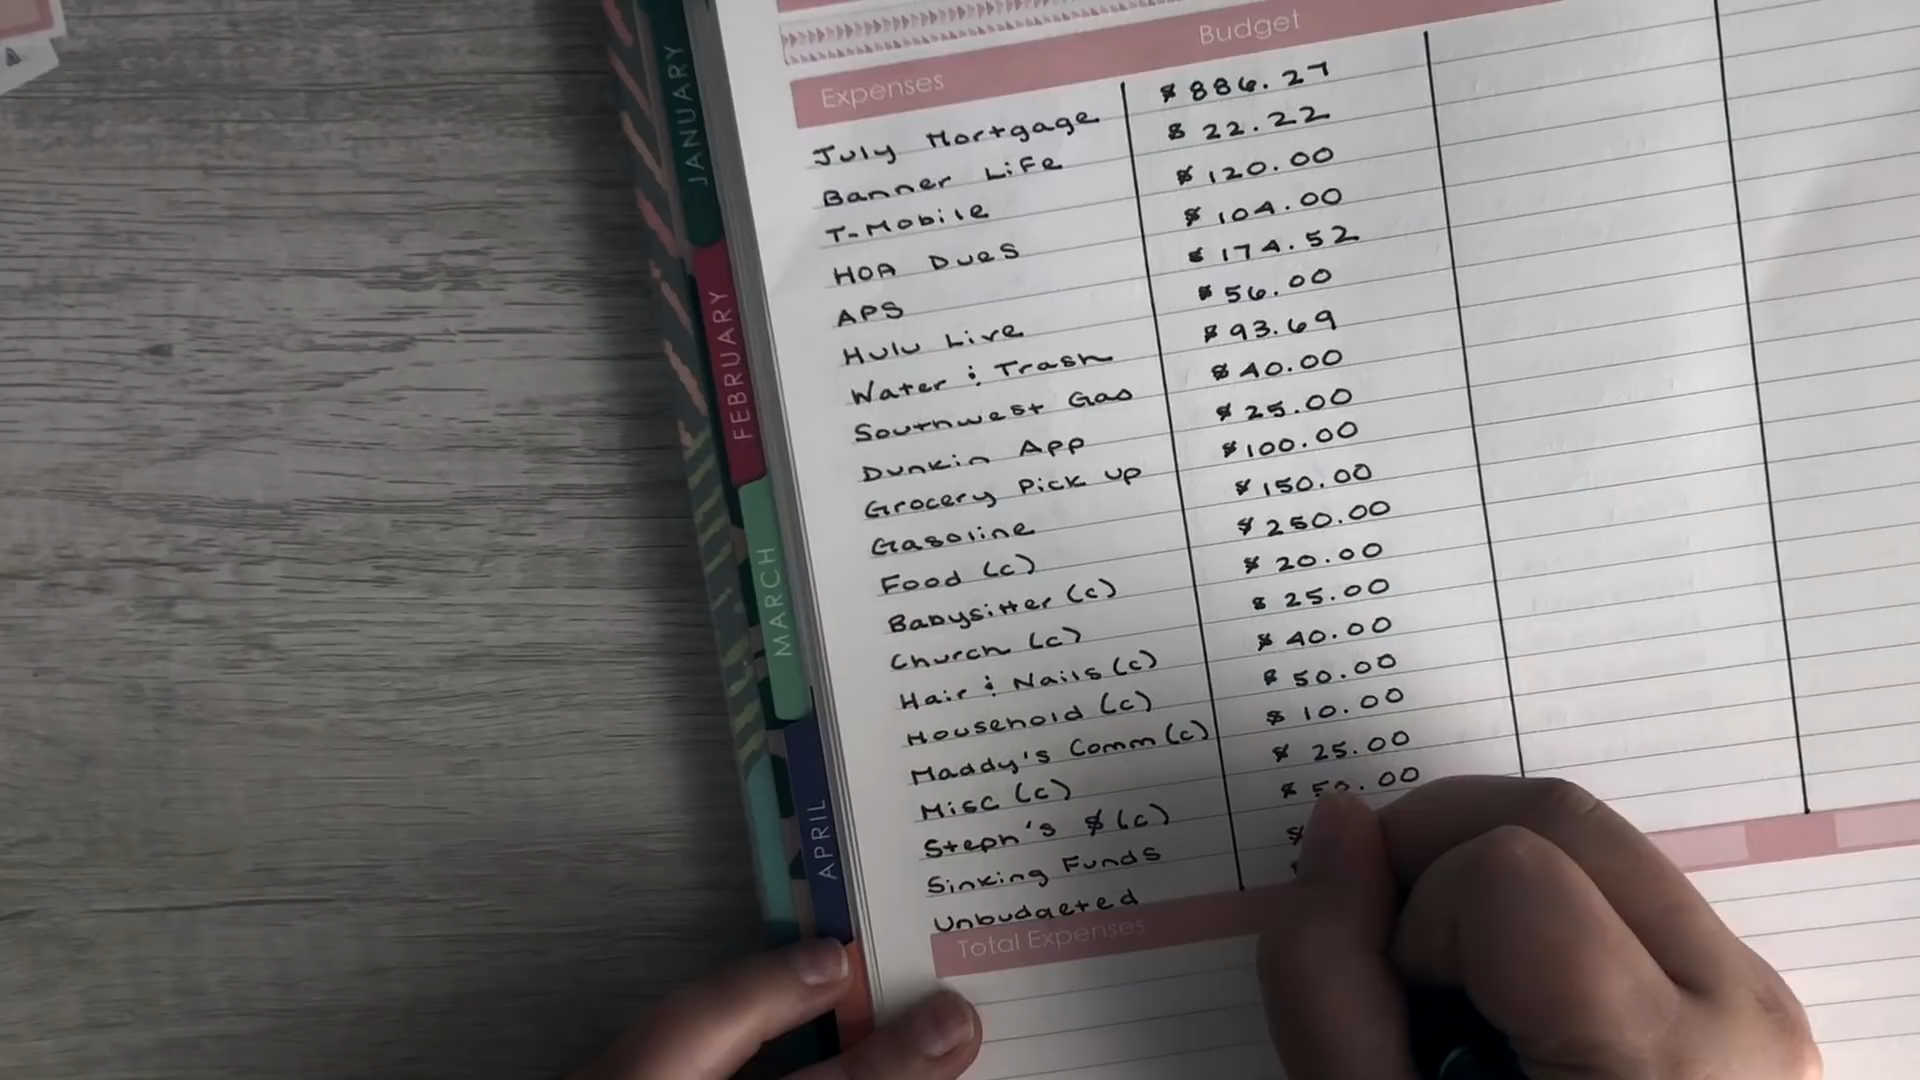 JANUARY
FEBRUARY
MARCH
APRIL
Expenses Budget
July Mortgage $886.27
Banner Life $22.22
T-Mobile $120.00
HOA Dues $104.00
APS $174.52
Hulu Live $56.00
Water & Trash $93.69
Southwest Gas $40.00
Dunkin App $25.00
Grocery Pick up $100.00
Gasoline $150.00
Food (c) $250.00
Babysitter (c) $20.00
Church (c) $25.00
Hair & Nails (c) $40.00
Household (c) $50.00
Maddy's Comm (c) $10.00
Misc (c) $25.00
Steph's $ (c) $50.00
Sinking Funds $
Unbudgeted
Total Expenses